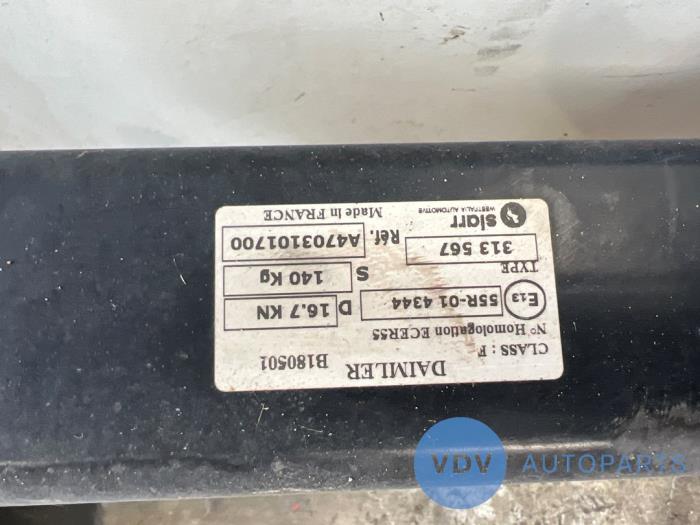 DAIMLER B180501
CLASS : F
N° Homologation ECER55
E13 55R-01 4344 D 16.7 KN
TYPE S 140 Kg
313 567 Réf. A4703101700
siarr Made in FRANCE
WESTFALIA AUTOMOTIVE
VDV AUTOPARTS